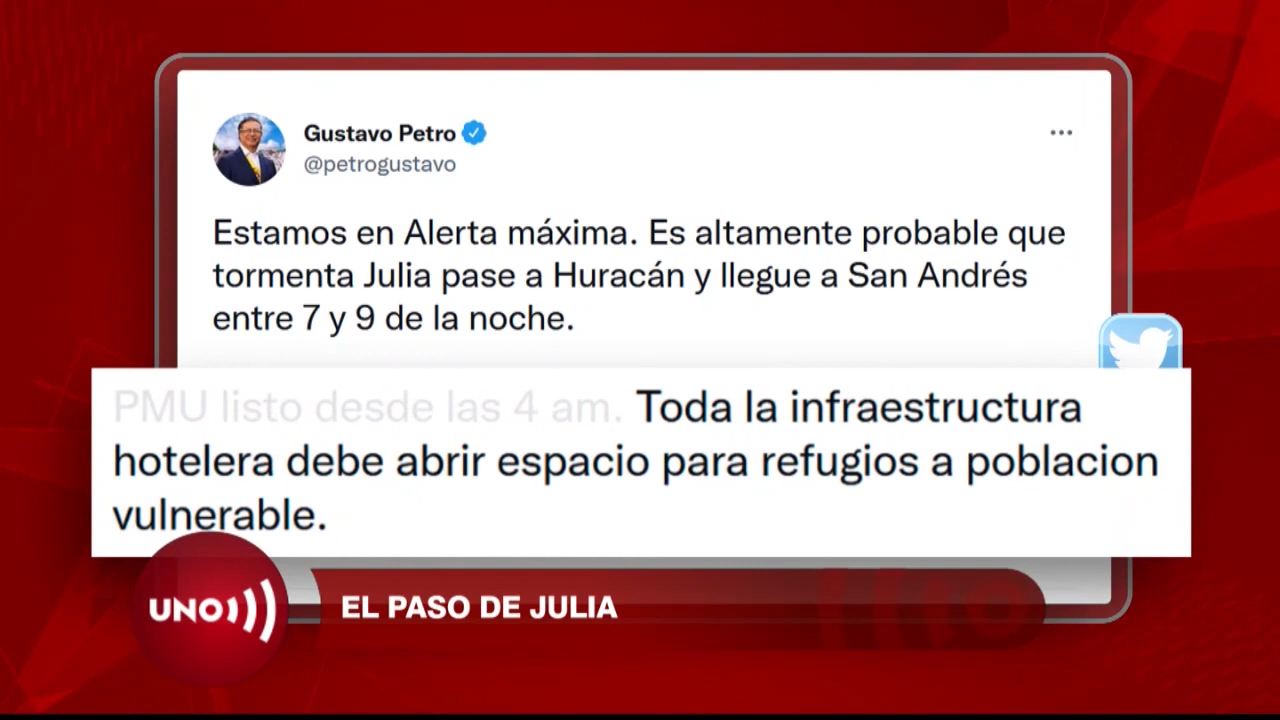 Gustavo Petro
@petrogustavo
Estamos en Alerta máxima. Es altamente probable que
tormenta Julia pase a Huracán y llegue a San Andrés
entre 7 y 9 de la noche.
PMU listo desde las 4 am. Toda la infraestructura
hotelera debe abrir espacio para refugios a poblacion
vulnerable.
UNO
EL PASO DE JULIA